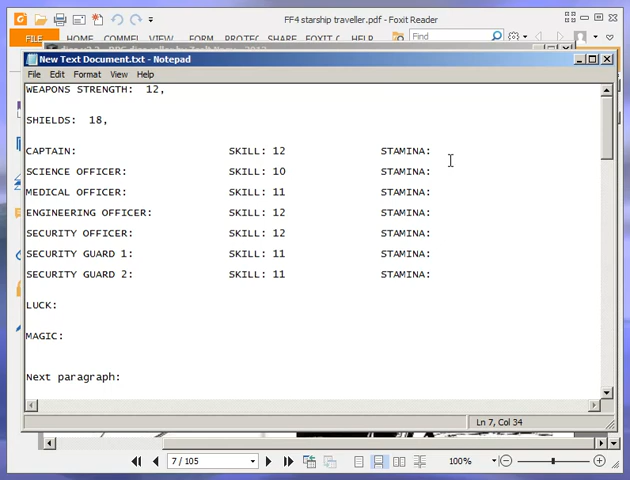 FF4 starship traveller.pdf - Foxit Reader
FILE HOME COMMEN VIEW FORM PROTEC SHARE FOXIT C HELP Find
New Text Document.txt - Notepad
File Edit Format View Help
WEAPONS STRENGTH: 12,
SHIELDS: 18,
CAPTAIN: SKILL: 12 STAMINA:
SCIENCE OFFICER: SKILL: 10 STAMINA:
MEDICAL OFFICER: SKILL: 11 STAMINA:
ENGINEERING OFFICER: SKILL: 12 STAMINA:
SECURITY OFFICER: SKILL: 12 STAMINA:
SECURITY GUARD 1: SKILL: 11 STAMINA:
SECURITY GUARD 2: SKILL: 11 STAMINA:
LUCK:
MAGIC:
Next paragraph:
Ln 7, Col 34
7 / 105 100%